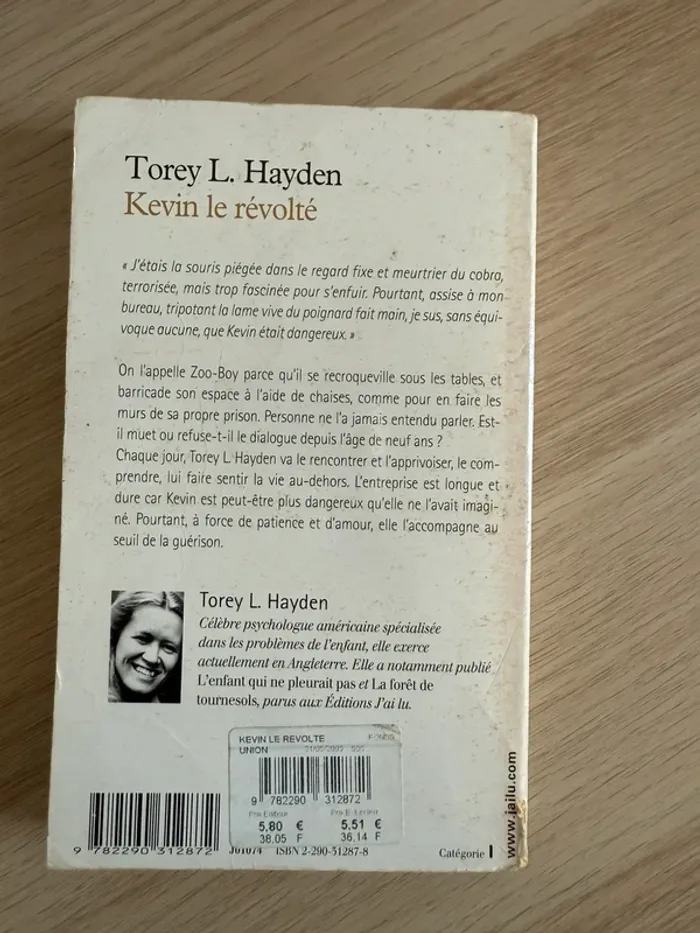 Torey L. Hayden
Kevin le révolté
« J'étais la souris piégée dans le regard fixe et meurtrier du cobra,
terrorisée, mais trop fascinée pour s'enfuir. Pourtant, assise à mon
bureau, tripotant la lame vive du poignard fait main, je sus, sans équi-
voque aucune, que Kevin était dangereux. »
On l'appelle Zoo-Boy parce qu'il se recroqueville sous les tables, et
barricade son espace à l'aide de chaises, comme pour en faire les
murs de sa propre prison. Personne ne l'a jamais entendu parler. Est-
il muet ou refuse-t-il le dialogue depuis l'âge de neuf ans ?
Chaque jour, Torey L. Hayden va le rencontrer et l'apprivoiser, le com-
prendre, lui faire sentir la vie au-dehors. L'entreprise est longue et
dure car Kevin est peut-être plus dangereux qu'elle ne l'avait imagi-
né. Pourtant, à force de patience et d'amour, elle l'accompagne au
seuil de la guérison.
Torey L. Hayden
Célèbre psychologue américaine spécialisée
dans les problèmes de l'enfant, elle exerce
actuellement en Angleterre. Elle a notamment publié
L'enfant qui ne pleurait pas et La forêt de
tournesols, parus aux Éditions J'ai lu.
KEVIN LE REVOLTE FONDS
UNION
9 782290 312872
Prix Editeur
5,80 € 5,51 €
38,05 F 36,14 F
9 782290 312872
J01074 ISBN 2-290-31287-8
Catégorie I
www.jailu.com